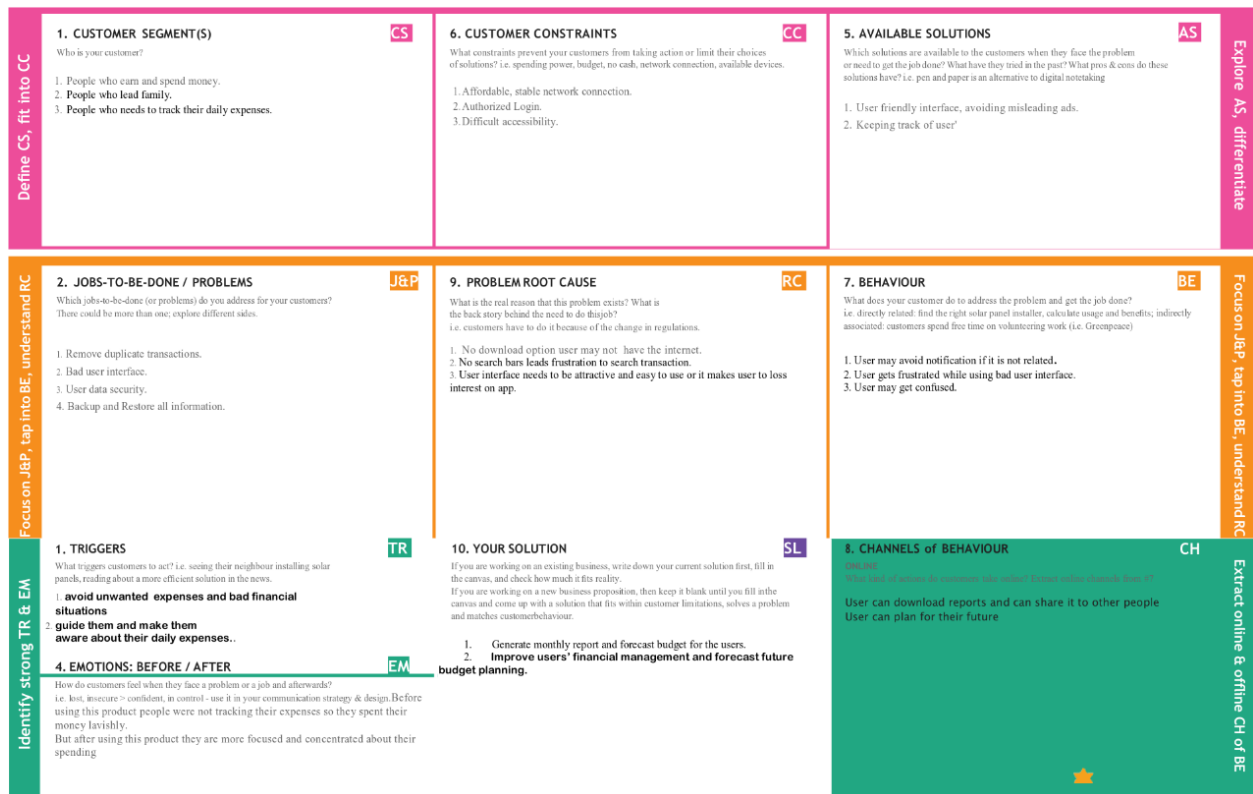 Define CS, fit into CC
1. CUSTOMER SEGMENT(S)
CS
Who is your customer?
1. People who earn and spend money.
2. People who lead family.
3. People who needs to track their daily expenses.
6. CUSTOMER CONSTRAINTS
CC
What constraints prevent your customers from taking action or limit their choices
of solutions? i.e. spending power, budget, no cash, network connection, available devices.
1.Affordable, stable network connection.
2.Authorized Login.
3.Difficult accessibility.
5. AVAILABLE SOLUTIONS
AS
Which solutions are available to the customers when they face the problem
or need to get the job done? What have they tried in the past? What pros & cons do these
solutions have? i.e. pen and paper is an alternative to digital notetaking
1. User friendly interface, avoiding misleading ads.
2. Keeping track of user'
Explore AS, differentiate
Focus on J&P, tap into BE, understand RC
2. JOBS-TO-BE-DONE / PROBLEMS
J&P
Which jobs-to-be-done (or problems) do you address for your customers?
There could be more than one; explore different sides.
1. Remove duplicate transactions.
2. Bad user interface.
3. User data security.
4. Backup and Restore all information.
9. PROBLEM ROOT CAUSE
RC
What is the real reason that this problem exists? What is
the back story behind the need to do thisjob?
i.e. customers have to do it because of the change in regulations.
1. No download option user may not have the internet.
2. No search bars leads frustration to search transaction.
3. User interface needs to be attractive and easy to use or it makes user to loss
interest on app.
7. BEHAVIOUR
BE
What does your customer do to address the problem and get the job done?
i.e. directly related: find the right solar panel installer, calculate usage and benefits; indirectly
associated: customers spend free time on volunteering work (i.e. Greenpeace)
1. User may avoid notification if it is not related.
2. User gets frustrated while using bad user interface.
3. User may get confused.
Focus on J&P, tap into BE, understand RC
Identify strong TR & EM
1. TRIGGERS
TR
What triggers customers to act? i.e. seeing their neighbour installing solar
panels, reading about a more efficient solution in the news.
1. avoid unwanted expenses and bad financial
situations
2. guide them and make them
aware about their daily expenses..
4. EMOTIONS: BEFORE / AFTER
EM
How do customers feel when they face a problem or a job and afterwards?
i.e. lost, insecure > confident, in control - use it in your communication strategy & design.Before
using this product people were not tracking their expenses so they spent their
money lavishly.
But after using this product they are more focused and concentrated about their
spending
10. YOUR SOLUTION
SL
If you are working on an existing business, write down your current solution first, fill in
the canvas, and check how much it fits reality.
If you are working on a new business proposition, then keep it blank until you fill inthe
canvas and come up with a solution that fits within customer limitations, solves a problem
and matches customerbehaviour.
1. Generate monthly report and forecast budget for the users.
2. Improve users' financial management and forecast future
budget planning.
8. CHANNELS of BEHAVIOUR
CH
ONLINE
What kind of actions do customers take online? Extract online channels from #7
User can download reports and can share it to other people
User can plan for their future
Extract online & offline CH of BE